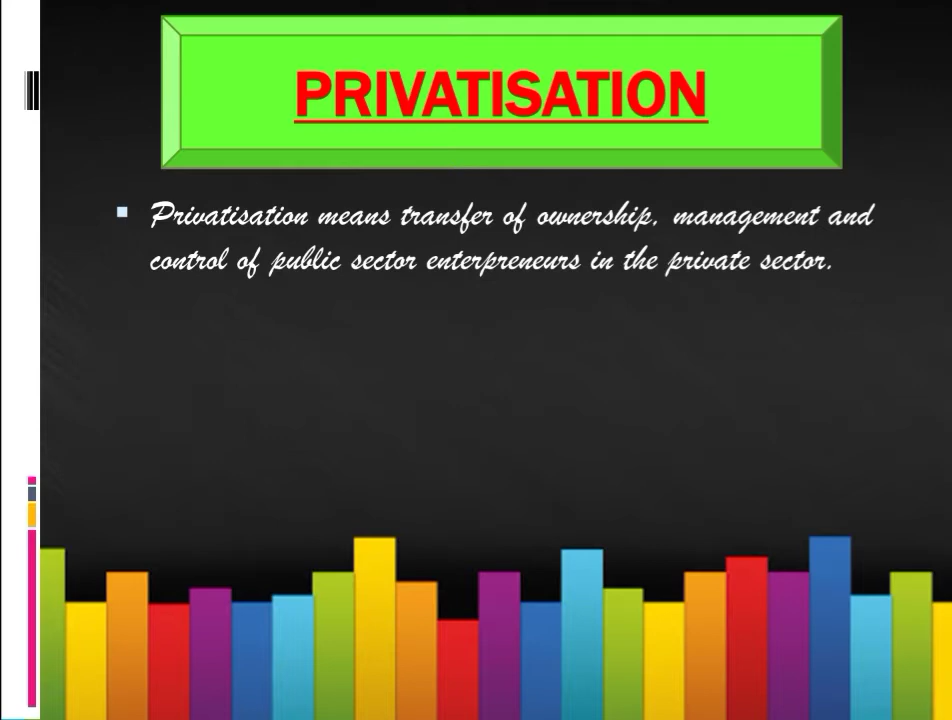 PRIVATISATION
Privatisation means transfer of ownership, management and
control of public sector enterpreneurs in the private sector.